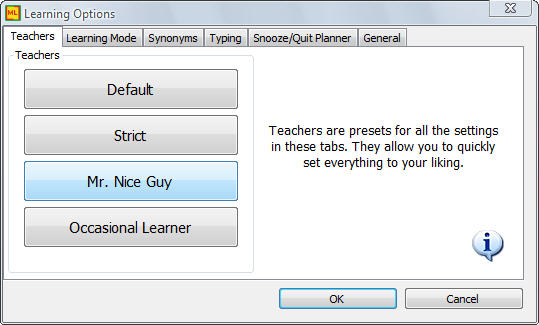 ML Learning Options
Teachers Learning Mode Synonyms Typing Snooze/Quit Planner General
Teachers
Default
Strict
Mr. Nice Guy
Occasional Learner
Teachers are presets for all the settings
in these tabs. They allow you to quickly
set everything to your liking.
OK Cancel